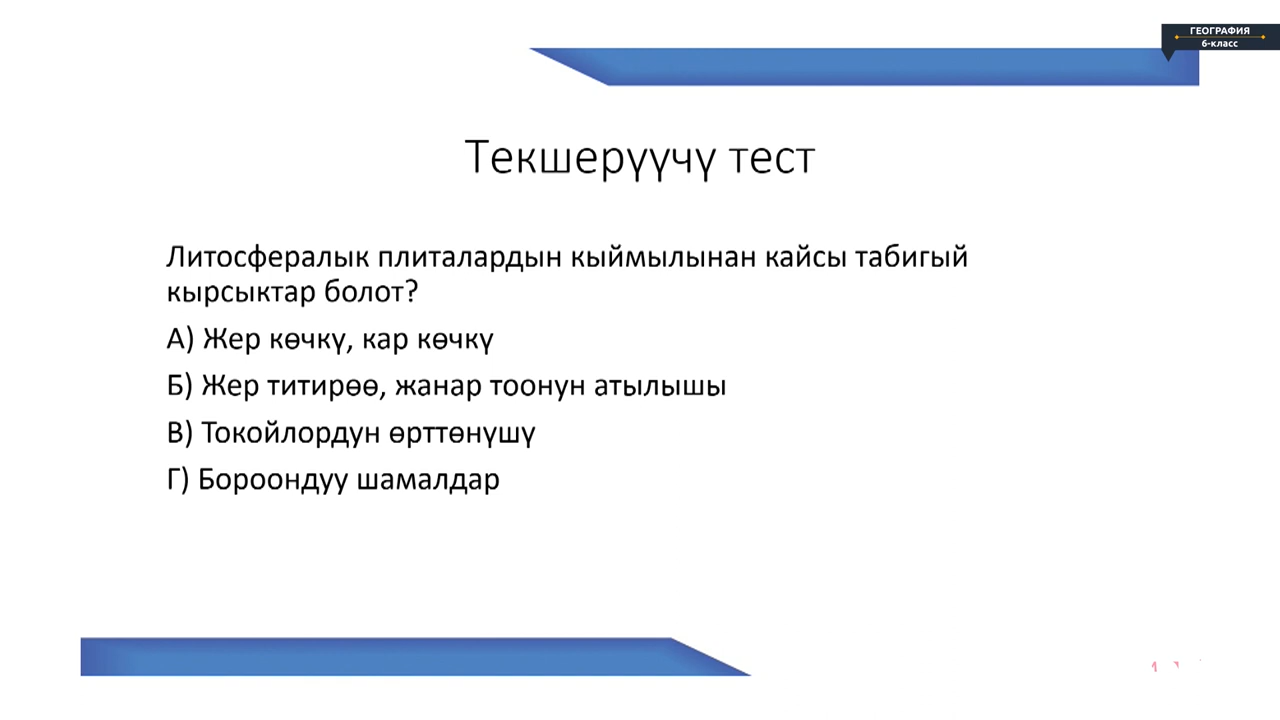 ГЕОГРАФИЯ
6-класс
Текшерүүчү тест
Литосфералык плиталардын кыймылынан кайсы табигый
кырсыктар болот?
А) Жер көчкү, кар көчкү
Б) Жер титирөө, жанар тоонун атылышы
В) Токойлордун өрттөнүшү
Г) Бороондуу шамалдар